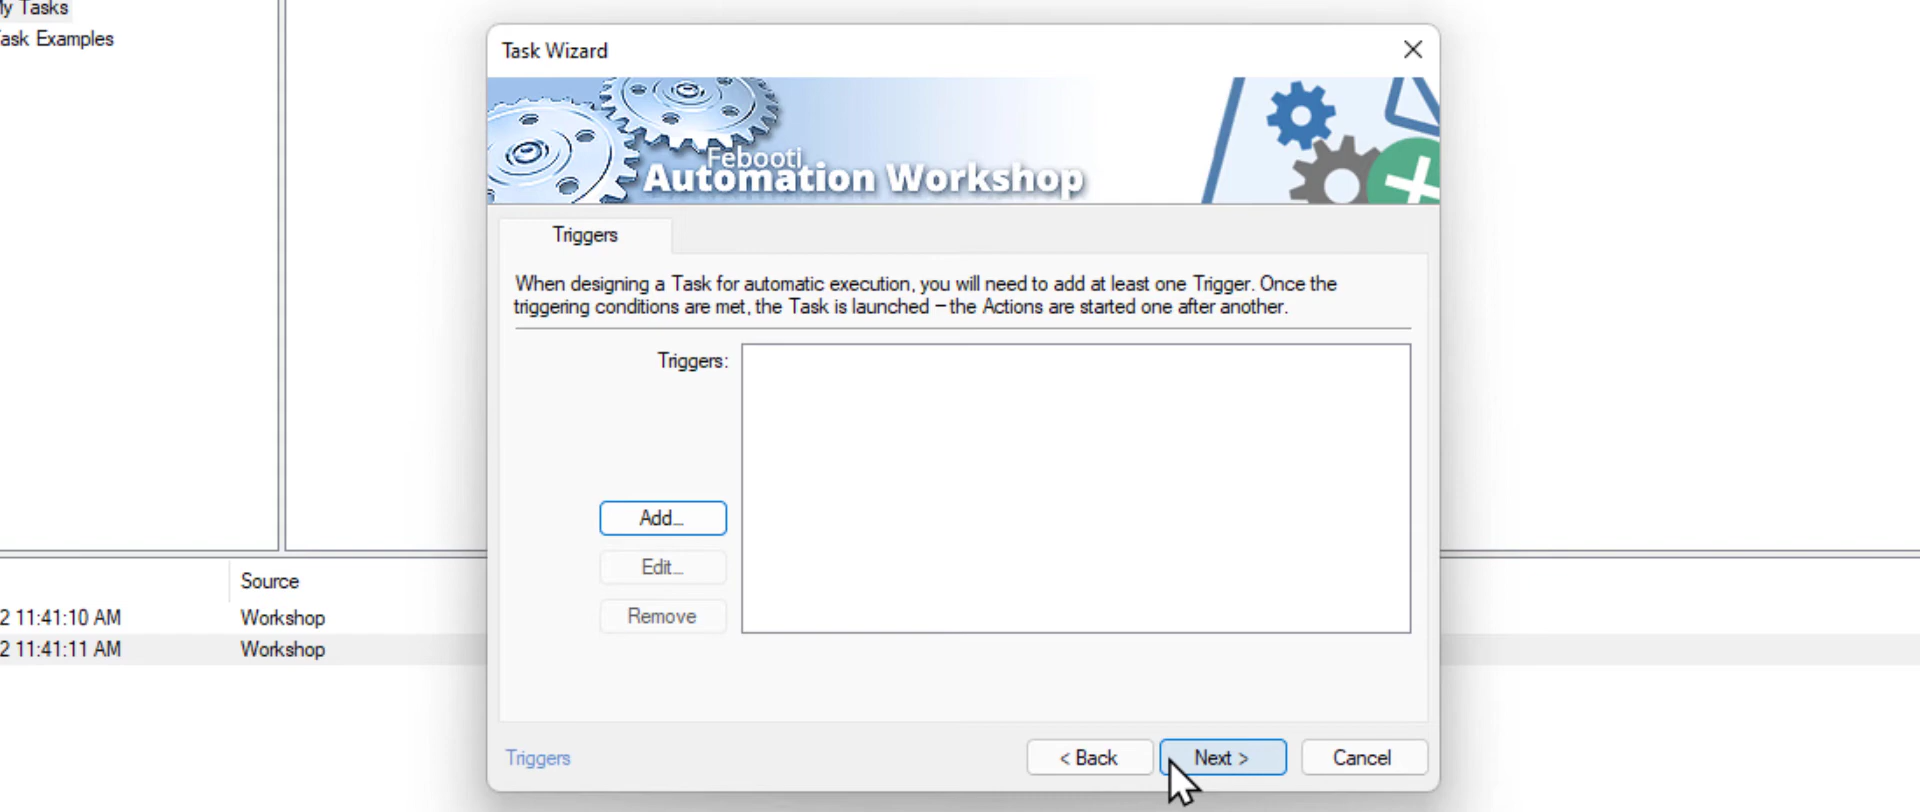 My Tasks
Task Examples
Task Wizard
Febooti
Automation Workshop
Triggers
When designing a Task for automatic execution, you will need to add at least one Trigger. Once the
triggering conditions are met, the Task is launched – the Actions are started one after another.
Triggers:
Add...
Edit...
Remove
Source
2 11:41:10 AM Workshop
2 11:41:11 AM Workshop
Triggers
< Back
Next >
Cancel